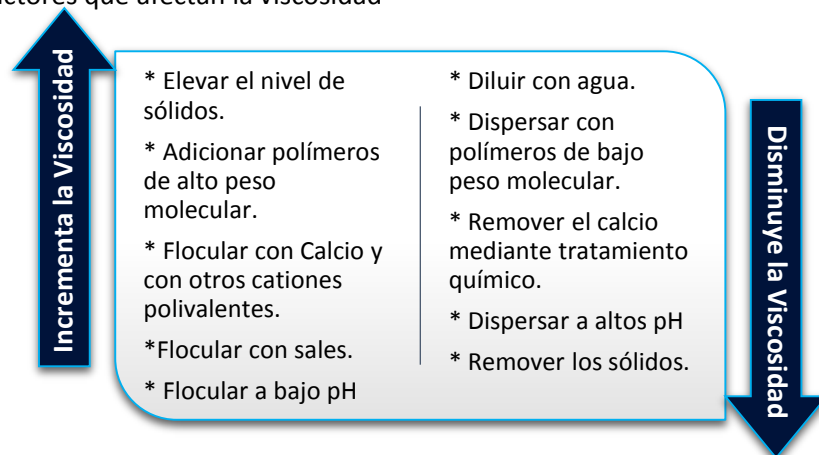 ctores que afectan la viscosidad
Incrementa la Viscosidad
* Elevar el nivel de
sólidos.
* Adicionar polímeros
de alto peso
molecular.
* Flocular con Calcio y
con otros cationes
polivalentes.
*Flocular con sales.
* Flocular a bajo pH
* Diluir con agua.
* Dispersar con
polímeros de bajo
peso molecular.
* Remover el calcio
mediante tratamiento
químico.
* Dispersar a altos pH
* Remover los sólidos.
Disminuye la Viscosidad